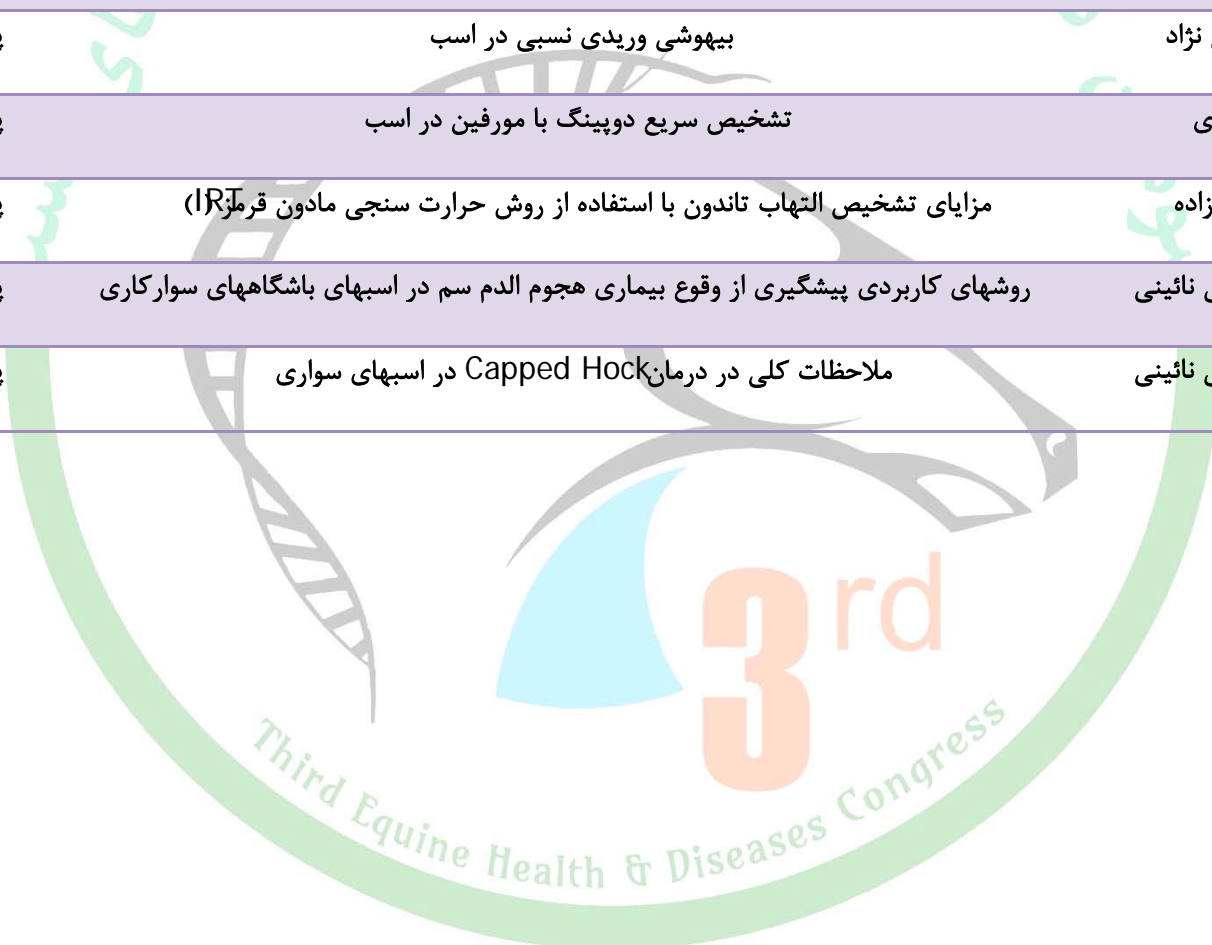 نژاد بیهوشی وریدی نسبی در اسب
تشخیص سریع دوپینگ با مورفین در اسب
زاده مزایای تشخیص التهاب تاندون با استفاده از روش حرارت سنجی مادون قرمز (IRT)
نائینی روشهای کاربردی پیشگیری از وقوع بیماری هجوم الدم سم در اسبهای باشگاههای سوارکاری
نائینی ملاحظات کلی در درمان Capped Hock در اسبهای سواری
3rd
Third Equine Health & Diseases Congress